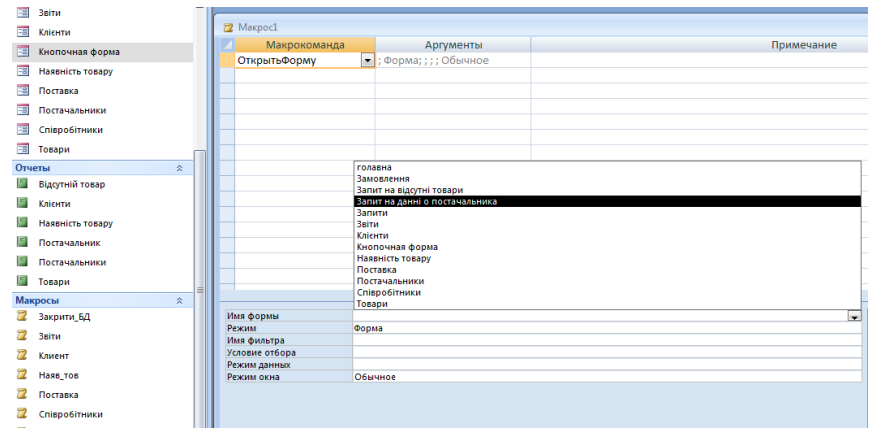 Звіти
Клієнти
Кнопочная форма
Наявність товару
Поставка
Постачальники
Співробітники
Товари
Отчеты
Відсутній товар
Клієнти
Наявність товару
Постачальник
Постачальники
Товари
Макросы
Закрити_БД
Звіти
Клиент
Наяв_тов
Поставка
Співробітники
Макрос1
Макрокоманда Аргументы Примечание
ОткрытьФорму ; Форма; ; ; ; Обычное
головна
Замовлення
Запит на відсутні товари
Запит на данні о постачальника
Запити
Звіти
Клієнти
Кнопочная форма
Наявність товару
Поставка
Постачальники
Співробітники
Товари
Имя формы
Режим Форма
Имя фильтра
Условие отбора
Режим данных
Режим окна Обычное